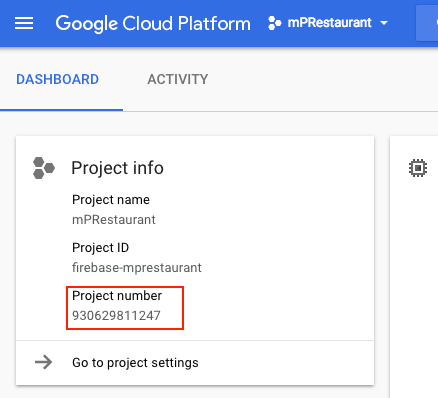 Google Cloud Platform mPRestaurant
DASHBOARD ACTIVITY
Project info
Project name
mPRestaurant
Project ID
firebase-mprestaurant
Project number
930629811247
Go to project settings